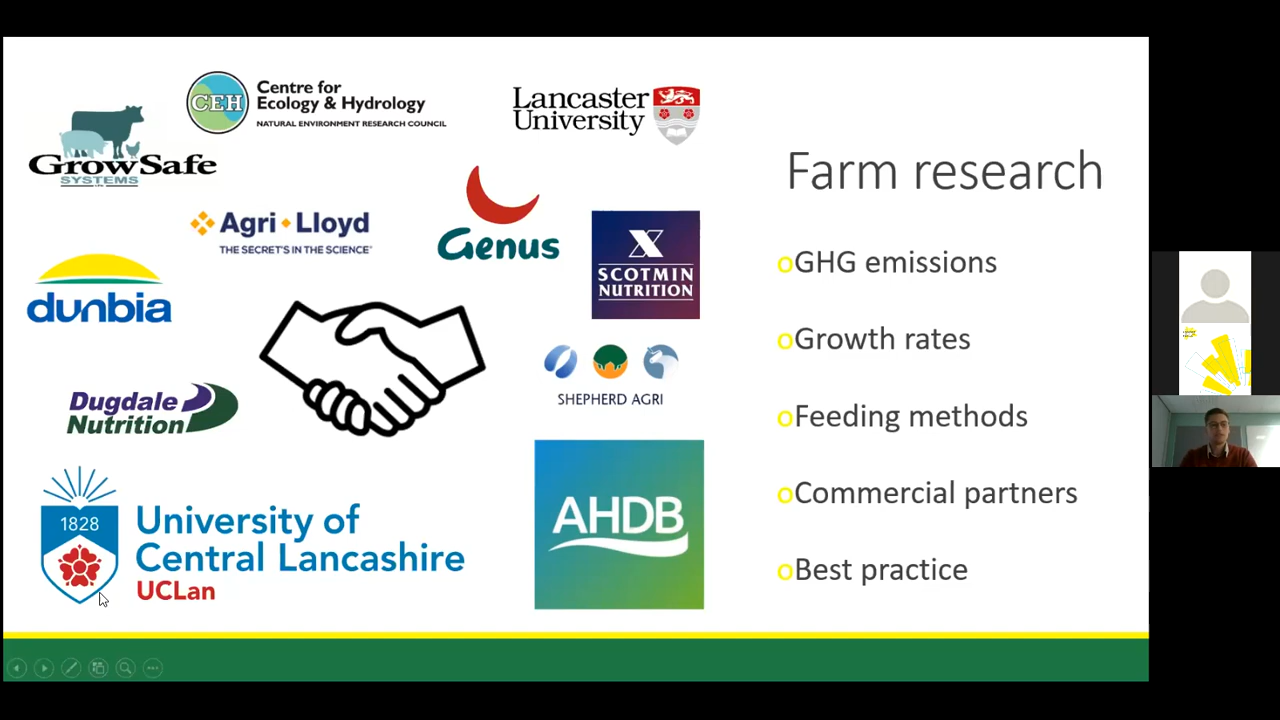 CEH
Centre for
Ecology & Hydrology
NATURAL ENVIRONMENT RESEARCH COUNCIL
Lancaster
University
GrowSafe
SYSTEMS
Agri Lloyd
THE SECRET'S IN THE SCIENCE
Genus
SCOTMIN
NUTRITION
dunbia
SHEPHERD AGRI
Dugdale
Nutrition
1828
University of
Central Lancashire
UCLan
AHDB
Farm research
GHG emissions
Growth rates
Feeding methods
Commercial partners
Best practice